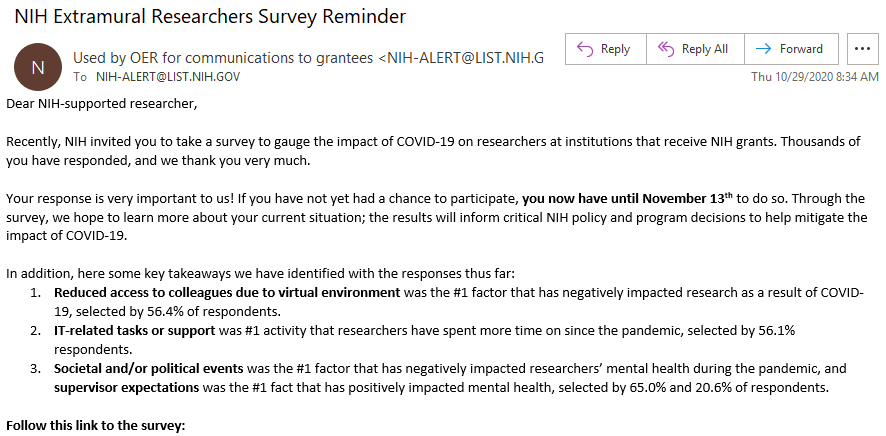 NIH Extramural Researchers Survey Reminder
N
Used by OER for communications to grantees <NIH-ALERT@LIST.NIH.G
Reply
Reply All
Forward
...
To NIH-ALERT@LIST.NIH.GOV
Thu 10/29/2020 8:34 AM
Dear NIH-supported researcher,
Recently, NIH invited you to take a survey to gauge the impact of COVID-19 on researchers at institutions that receive NIH grants. Thousands of
you have responded, and we thank you very much.
Your response is very important to us! If you have not yet had a chance to participate, you now have until November 13th to do so. Through the
survey, we hope to learn more about your current situation; the results will inform critical NIH policy and program decisions to help mitigate the
impact of COVID-19.
In addition, here some key takeaways we have identified with the responses thus far:
1. Reduced access to colleagues due to virtual environment was the #1 factor that has negatively impacted research as a result of COVID-
19, selected by 56.4% of respondents.
2. IT-related tasks or support was #1 activity that researchers have spent more time on since the pandemic, selected by 56.1%
respondents.
3. Societal and/or political events was the #1 factor that has negatively impacted researchers' mental health during the pandemic, and
supervisor expectations was the #1 fact that has positively impacted mental health, selected by 65.0% and 20.6% of respondents.
Follow this link to the survey: